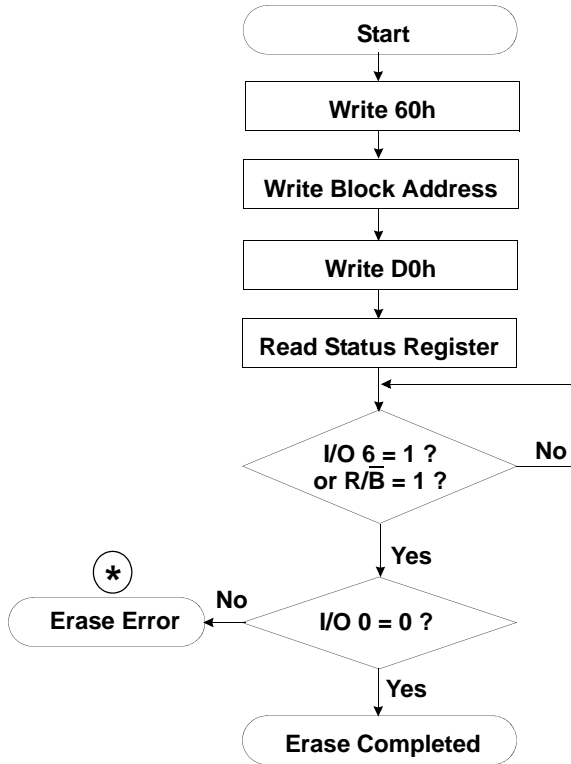 Start
Write 60h
Write Block Address
Write D0h
Read Status Register
I/O 6 = 1 ?
or R/B̅ = 1 ?
No
Yes
*
No
Erase Error
I/O 0 = 0 ?
Yes
Erase Completed